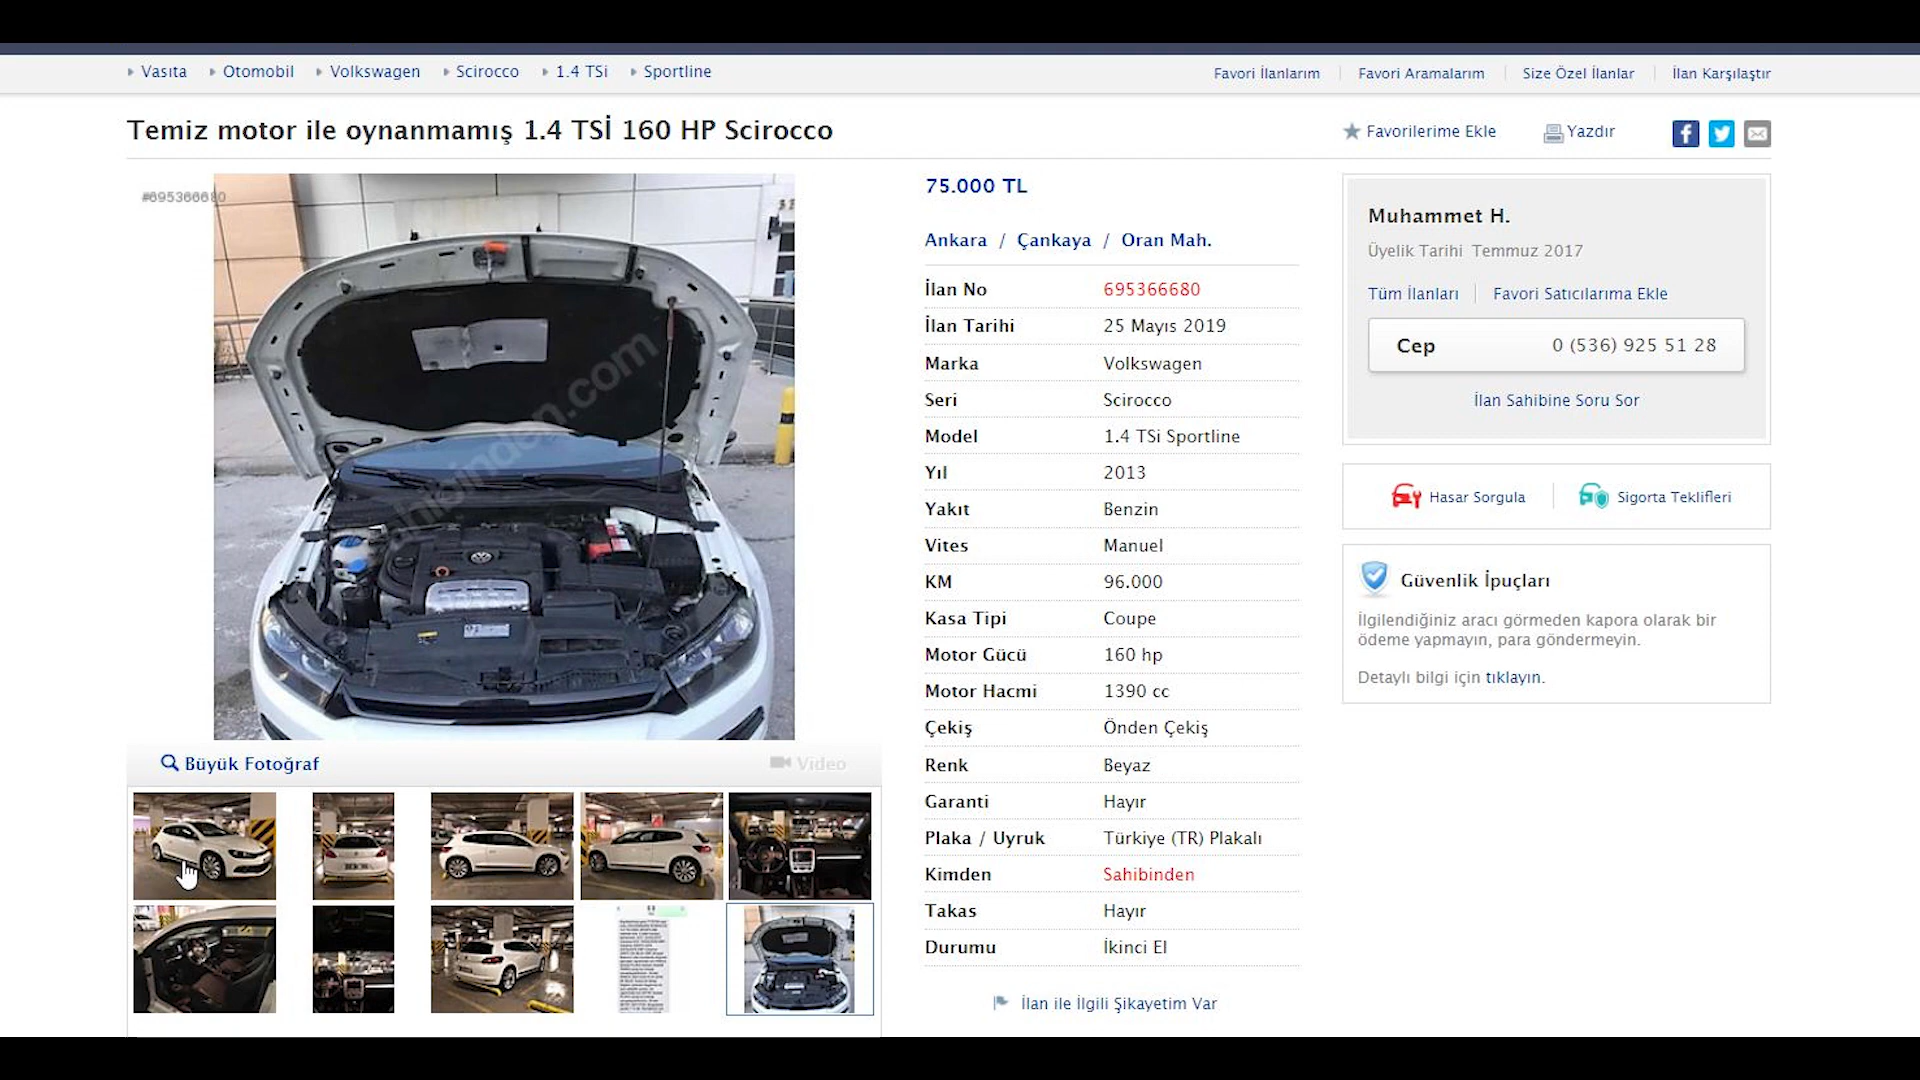 Vasıta Otomobil Volkswagen Scirocco 1.4 TSi Sportline
Favori İlanlarım Favori Aramalarım Size Özel İlanlar İlan Karşılaştır
Temiz motor ile oynanmamış 1.4 TSİ 160 HP Scirocco
Favorilerime Ekle Yazdır
#695366680
sahibinden.com
Büyük Fotoğraf Video
75.000 TL
Ankara / Çankaya / Oran Mah.
İlan No 695366680
İlan Tarihi 25 Mayıs 2019
Marka Volkswagen
Seri Scirocco
Model 1.4 TSi Sportline
Yıl 2013
Yakıt Benzin
Vites Manuel
KM 96.000
Kasa Tipi Coupe
Motor Gücü 160 hp
Motor Hacmi 1390 cc
Çekiş Önden Çekiş
Renk Beyaz
Garanti Hayır
Plaka / Uyruk Türkiye (TR) Plakalı
Kimden Sahibinden
Takas Hayır
Durumu İkinci El
İlan ile İlgili Şikayetim Var
Muhammet H.
Üyelik Tarihi Temmuz 2017
Tüm İlanları Favori Satıcılarıma Ekle
Cep 0 (536) 925 51 28
İlan Sahibine Soru Sor
Hasar Sorgula Sigorta Teklifleri
Güvenlik İpuçları
İlgilendiğiniz aracı görmeden kapora olarak bir
ödeme yapmayın, para göndermeyin.
Detaylı bilgi için tıklayın.